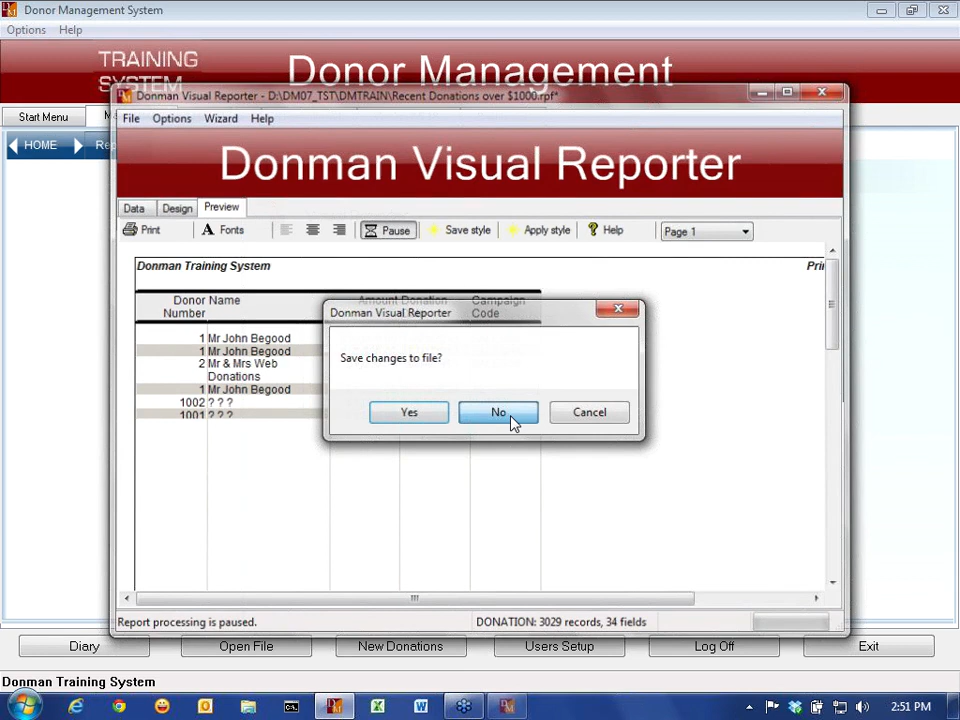 Donor Management System
Options Help
TRAINING
SYSTEM
Donor Management
Donman Visual Reporter - D:\DM07_TST\DMTRAIN\Recent Donations over $1000.rpf*
Start Menu
File Options Wizard Help
HOME
Donman Visual Reporter
Data Design Preview
Print Fonts Pause Save style Apply style Help Page 1
Donman Training System
Donor Name Amount Donation Campaign
Number Code
Donman Visual Reporter
1 Mr John Begood
1 Mr John Begood
2 Mr & Mrs Web
Donations
1 Mr John Begood
1002 ? ? ?
1001 ? ? ?
Save changes to file?
Yes No Cancel
Report processing is paused. DONATION: 3029 records, 34 fields
Diary Open File New Donations Users Setup Log Off Exit
Donman Training System
2:51 PM